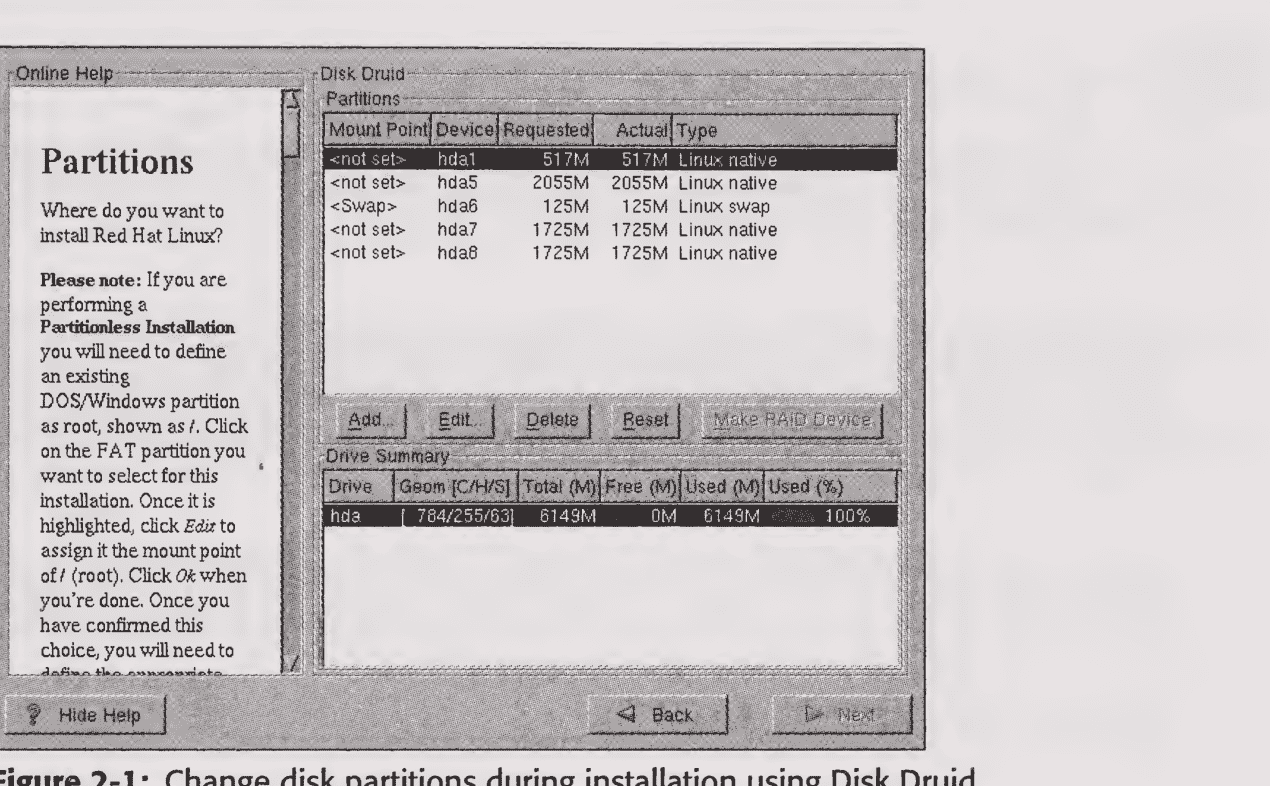 Online Help
Partitions
Where do you want to
install Red Hat Linux?
Please note: If you are
performing a
Partitionless Installation
you will need to define
an existing
DOS/Windows partition
as root, shown as /. Click
on the FAT partition you
want to select for this
installation. Once it is
highlighted, click Edit to
assign it the mount point
of / (root). Click Ok when
you're done. Once you
have confirmed this
choice, you will need to
define the appropriate
Disk Druid
Partitions
Mount Point Device Requested Actual Type
<not set> hda1 517M 517M Linux native
<not set> hda5 2055M 2055M Linux native
<Swap> hda6 125M 125M Linux swap
<not set> hda7 1725M 1725M Linux native
<not set> hda8 1725M 1725M Linux native
Add... Edit... Delete Reset Make RAID Device
Drive Summary
Drive Geom [C/H/S] Total (M) Free (M) Used (M) Used (%)
hda [ 784/255/63] 6149M 0M 6149M 100%
Hide Help Back Next
Figure 2-1: Change disk partitions during installation using Disk Druid